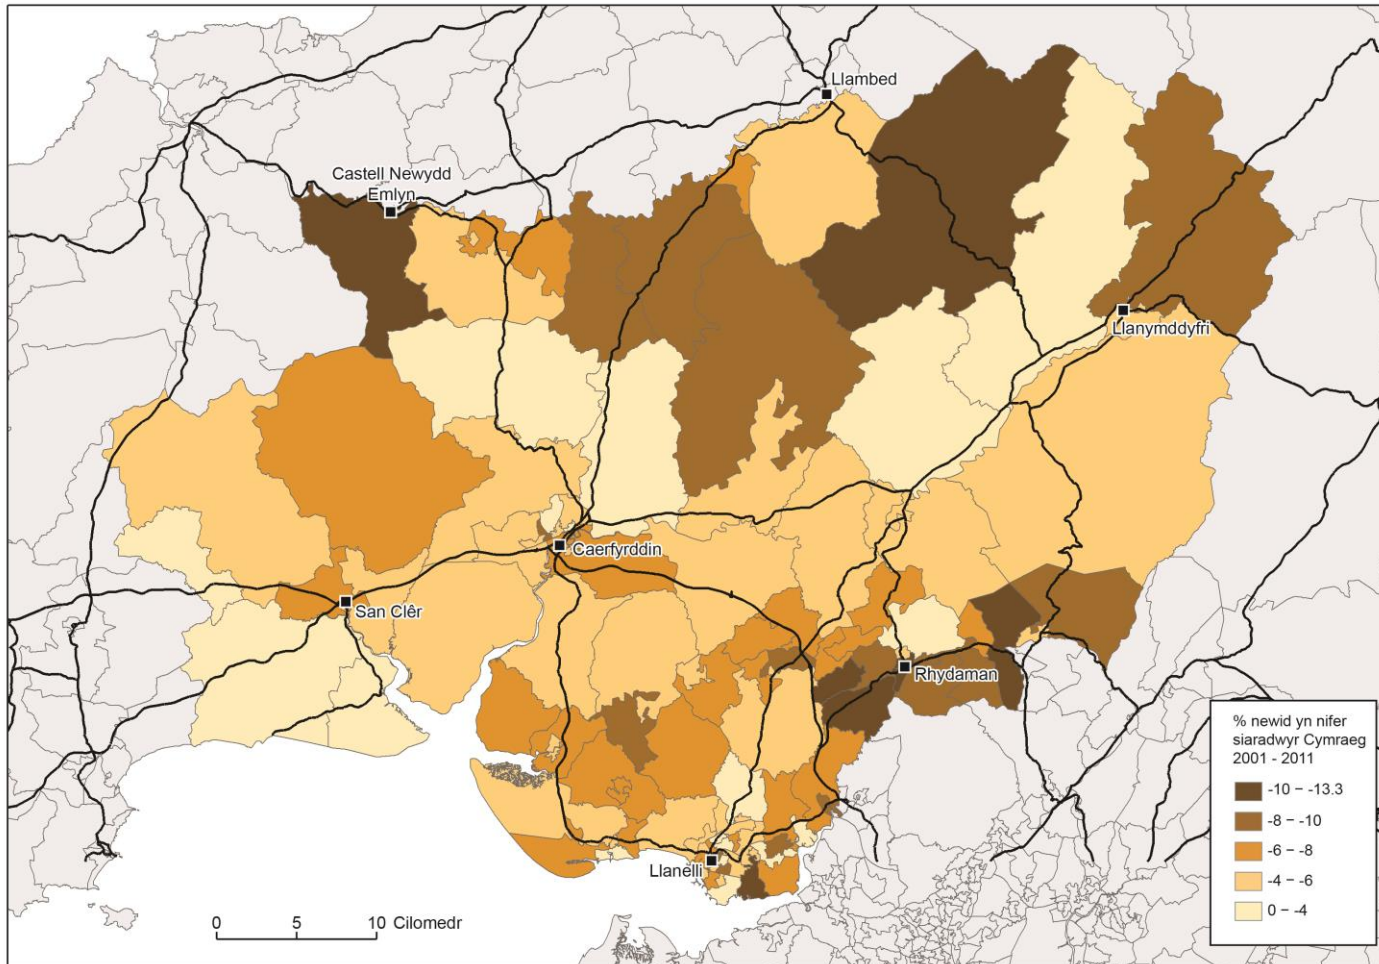 Llambed
Castell Newydd
Emlyn
Llanymddyfri
Caerfyrddin
San Clêr
Rhydaman
Llanelli
% newid yn nifer
siaradwyr Cymraeg
2001 - 2011
-10 – -13.3
-8 – -10
-6 – -8
-4 – -6
0 – -4
0 5 10 Cilomedr